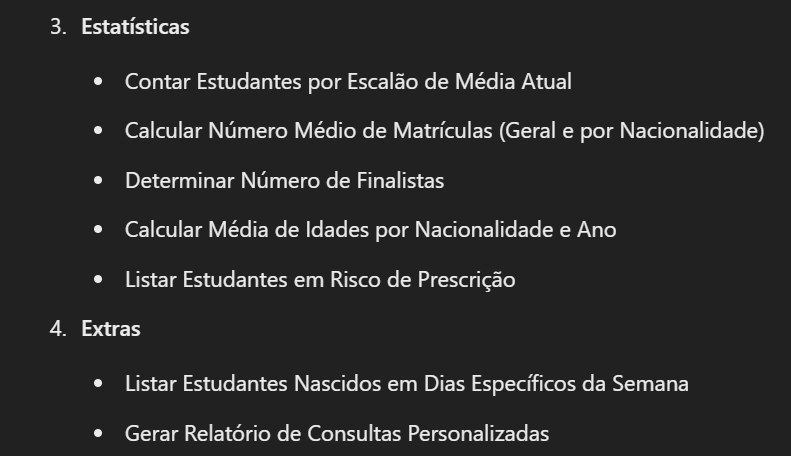 3. Estatísticas
• Contar Estudantes por Escalão de Média Atual
• Calcular Número Médio de Matrículas (Geral e por Nacionalidade)
• Determinar Número de Finalistas
• Calcular Média de Idades por Nacionalidade e Ano
• Listar Estudantes em Risco de Prescrição
4. Extras
• Listar Estudantes Nascidos em Dias Específicos da Semana
• Gerar Relatório de Consultas Personalizadas